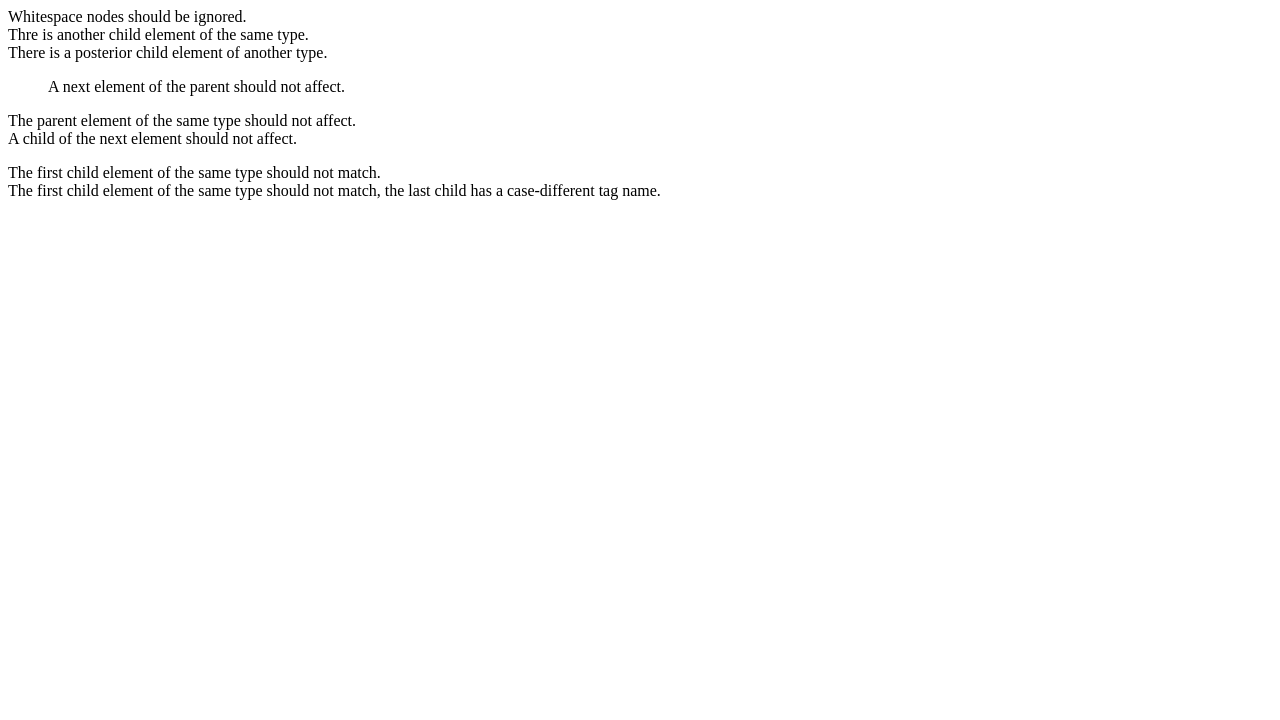 Whitespace nodes should be ignored.
Thre is another child element of the same type.
There is a posterior child element of another type.
A next element of the parent should not affect.
The parent element of the same type should not affect.
A child of the next element should not affect.
The first child element of the same type should not match.
The first child element of the same type should not match, the last child has a case-different tag name.